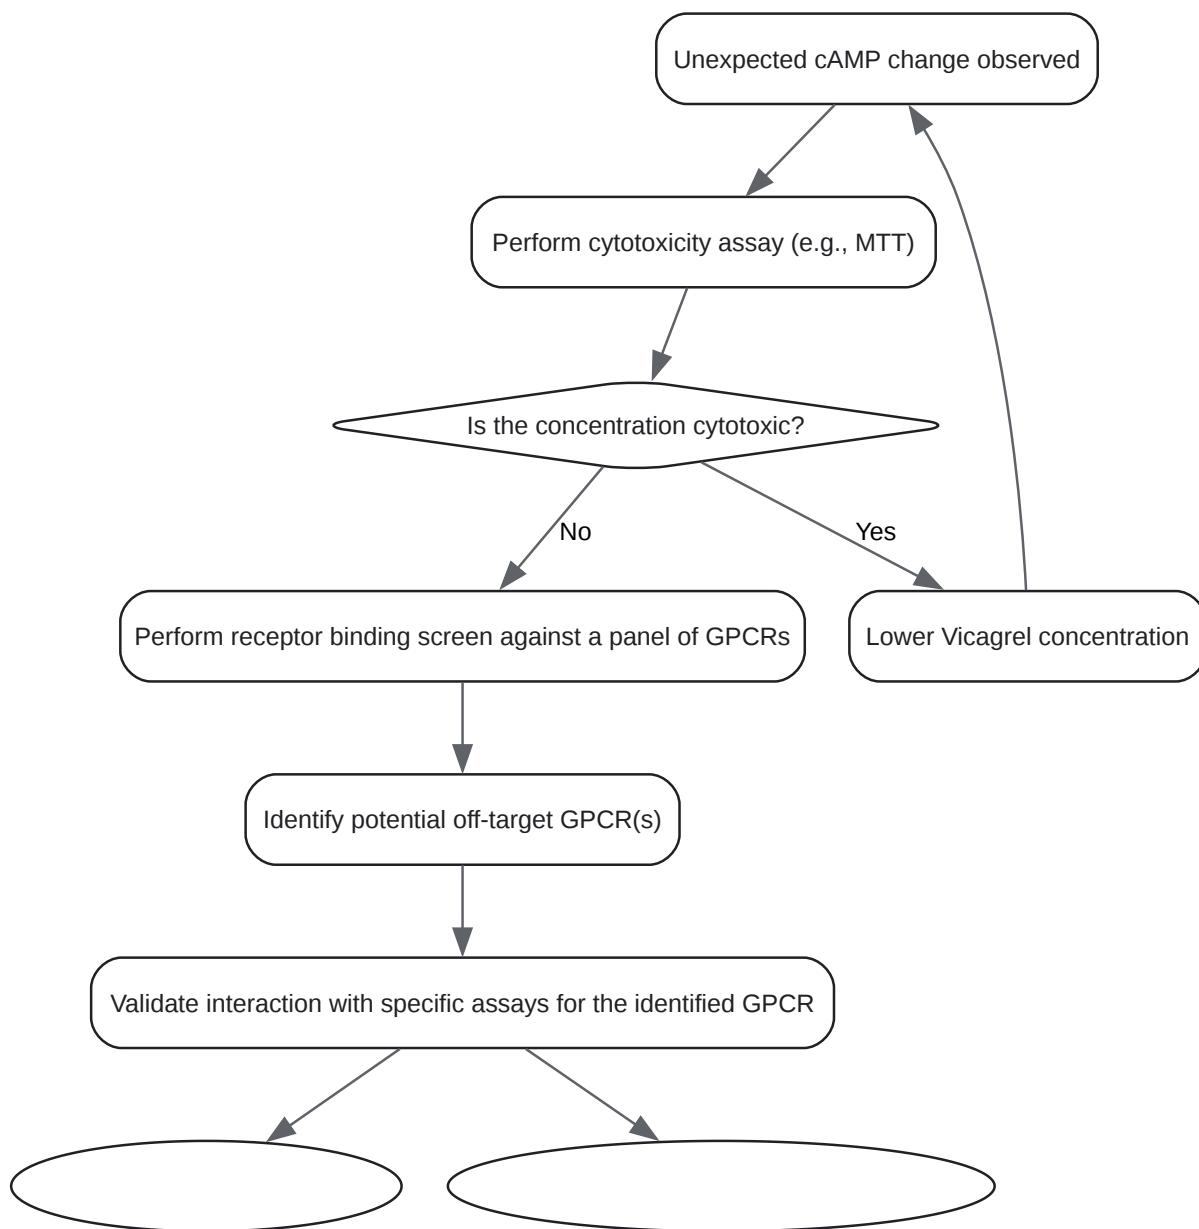 Unexpected cAMP change observed
Perform cytotoxicity assay (e.g., MTT)
Is the concentration cytotoxic?
No
Yes
Perform receptor binding screen against a panel of GPCRs
Lower Vicagrel concentration
Identify potential off-target GPCR(s)
Validate interaction with specific assays for the identified GPCR